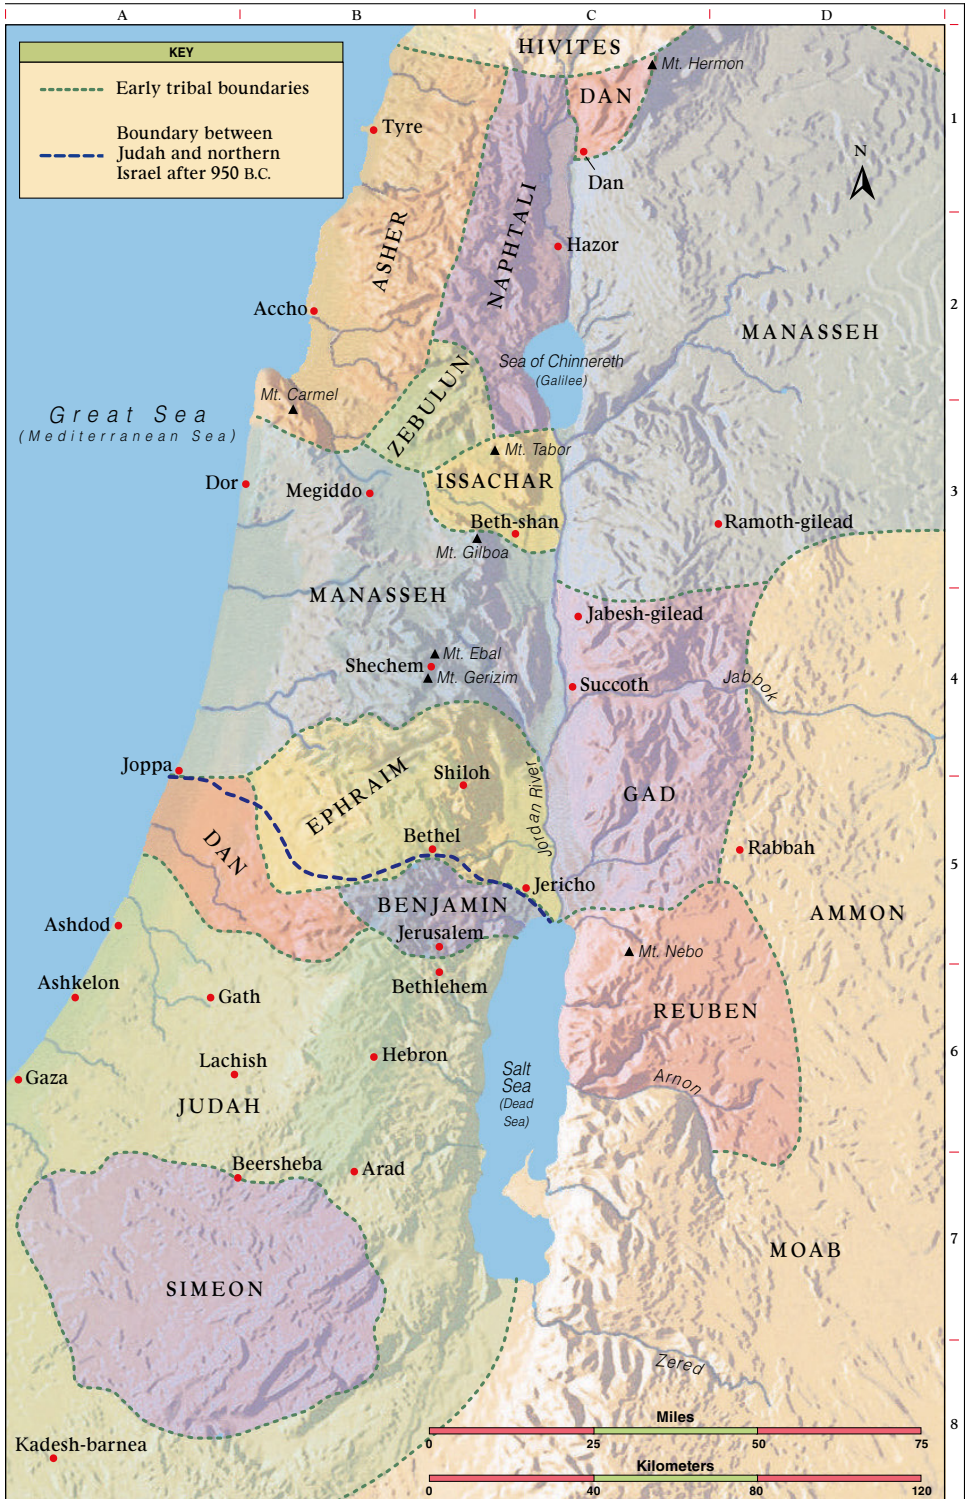 A
B
C
D
KEY
Early tribal boundaries
Boundary between
Judah and northern
Israel after 950 B.C.
HIVITES
Mt. Hermon
DAN
1
Tyre
N
Dan
NAPHTALI
ASHER
Hazor
Accho
2
MANASSEH
Sea of Chinnereth
(Galilee)
ZEBULUN
Mt. Carmel
Great Sea
(Mediterranean Sea)
Mt. Tabor
ISSACHAR
Dor
Megiddo
3
Beth-shan
Ramoth-gilead
Mt. Gilboa
MANASSEH
Jabesh-gilead
Mt. Ebal
Shechem
Mt. Gerizim
Succoth
Jabbok
4
Joppa
Shiloh
EPHRAIM
Jordan River
GAD
DAN
Bethel
Rabbah
5
Jericho
BENJAMIN
AMMON
Ashdod
Jerusalem
Mt. Nebo
Ashkelon
Bethlehem
Gath
REUBEN
Hebron
6
Lachish
Salt
Sea
(Dead
Sea)
Gaza
Arnon
JUDAH
Beersheba
Arad
7
MOAB
SIMEON
Zered
Miles
8
0
25
50
75
Kadesh-barnea
Kilometers
0
40
80
120